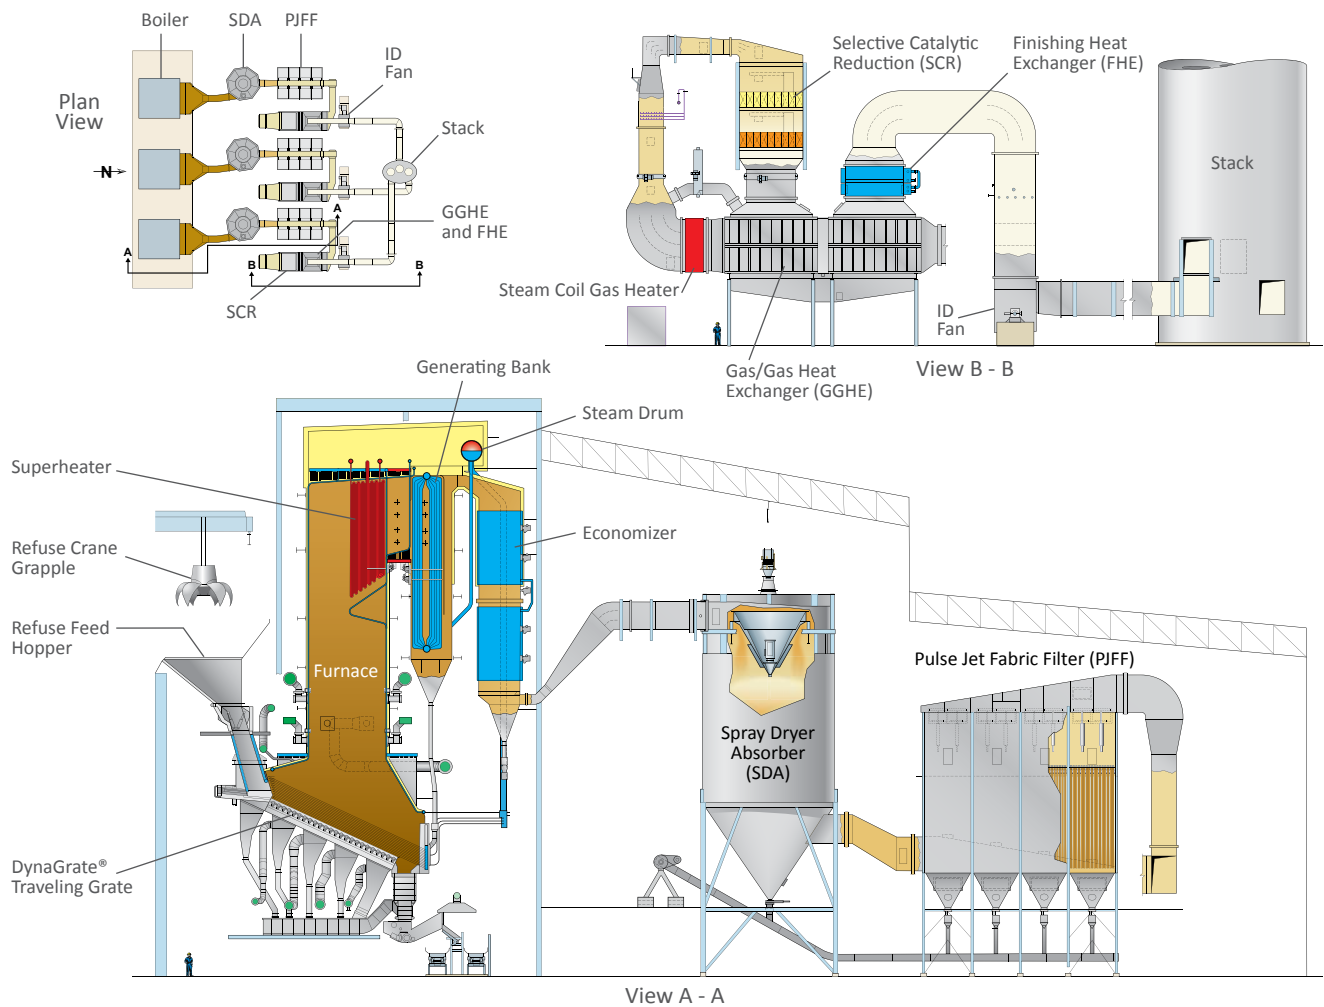 Boiler
SDA
PJFF
ID
Fan
Plan
View
Stack
N
A
A
GGHE
and FHE
B
B
SCR
Selective Catalytic
Reduction (SCR)
Finishing Heat
Exchanger (FHE)
Stack
Steam Coil Gas Heater
ID
Fan
Gas/Gas Heat
Exchanger (GGHE)
View B - B
Generating Bank
Steam Drum
Superheater
Economizer
Refuse Crane
Grapple
Refuse Feed
Hopper
Furnace
Pulse Jet Fabric Filter (PJFF)
Spray Dryer
Absorber
(SDA)
DynaGrate®
Traveling Grate
View A - A